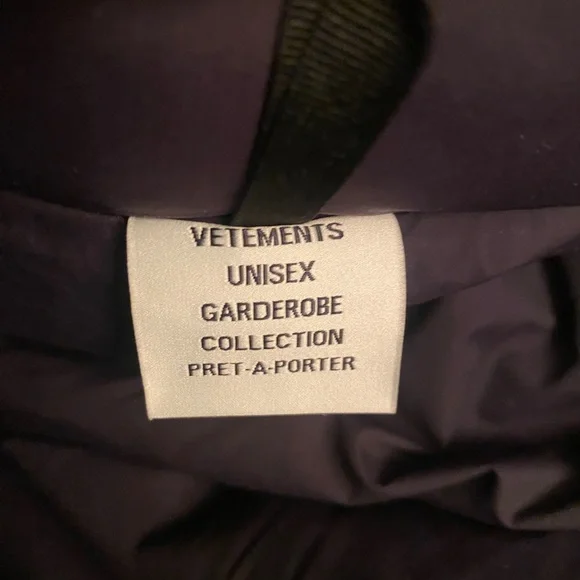 VETEMENTS
UNISEX
GARDEROBE
COLLECTION
PRET-A-PORTER